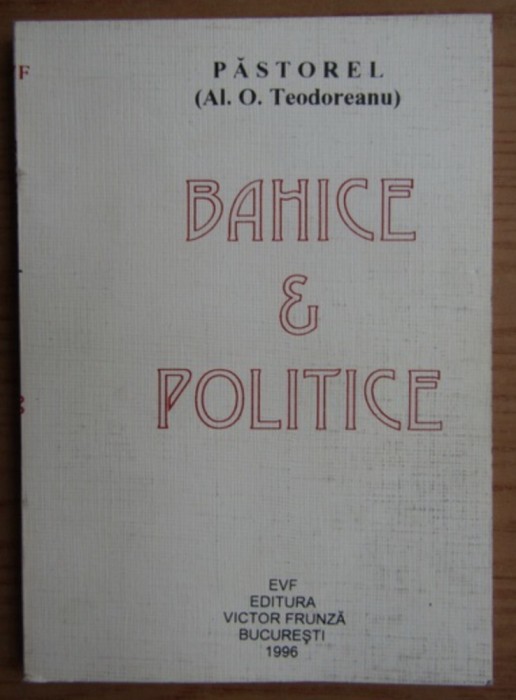 PĂSTOREL
(Al. O. Teodoreanu)
BAHICE
&
POLITICE
EVF
EDITURA
VICTOR FRUNZĂ
BUCUREȘTI
1996